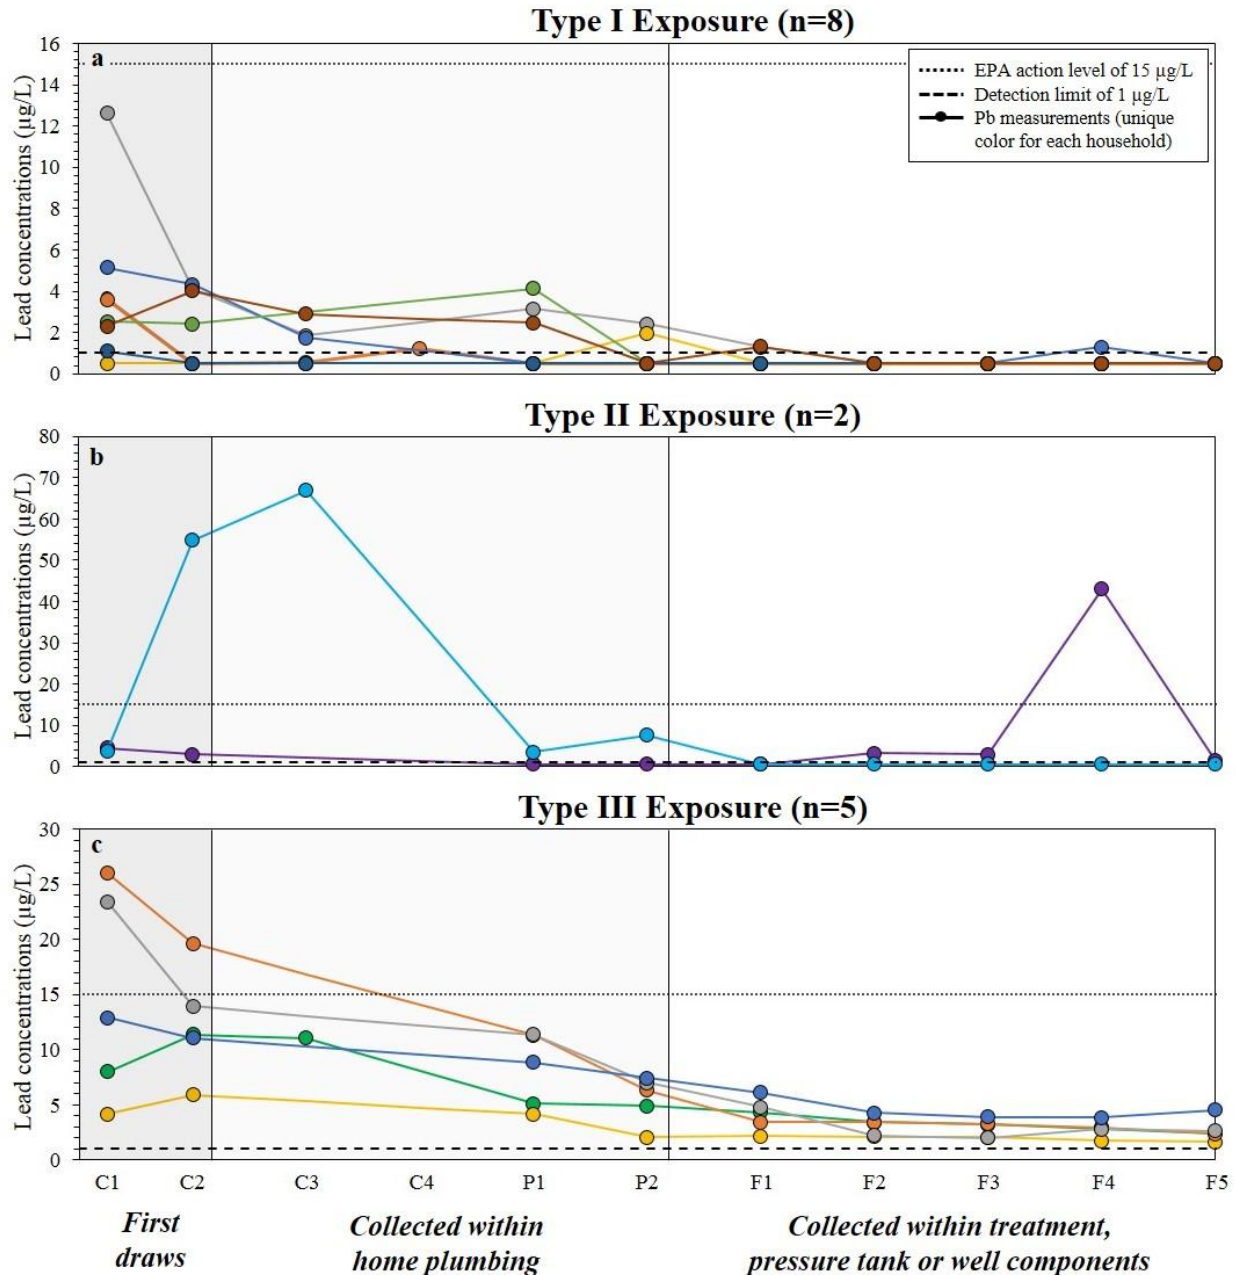 Type I Exposure (n=8)
Lead concentrations (µg/L)
16
14
12
10
8
6
4
2
0
a
EPA action level of 15 µg/L
Detection limit of 1 µg/L
Pb measurements (unique
color for each household)
Type II Exposure (n=2)
Lead concentrations (µg/L)
80
70
60
50
40
30
20
10
0
b
Type III Exposure (n=5)
Lead concentrations (µg/L)
30
25
20
15
10
5
0
c
C1 C2 C3 C4 P1 P2 F1 F2 F3 F4 F5
First
draws
Collected within
home plumbing
Collected within treatment,
pressure tank or well components